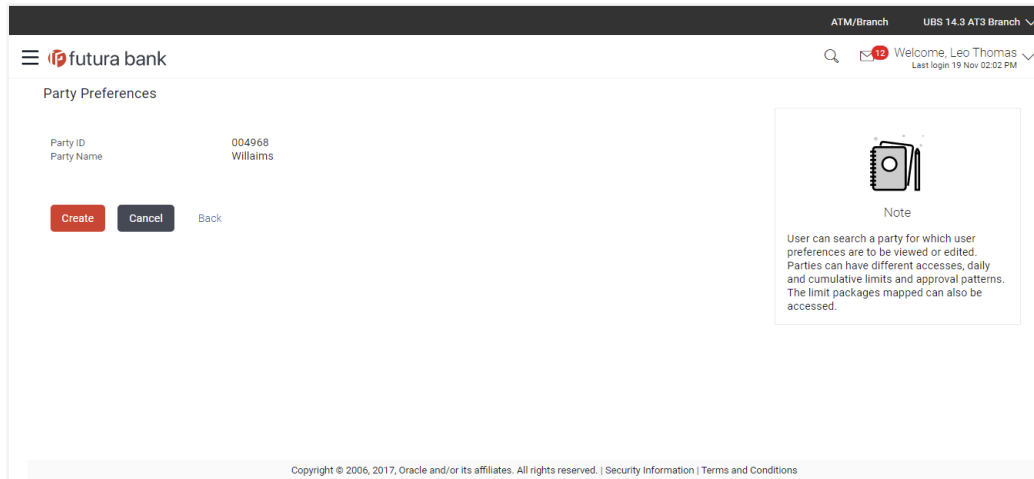 ATM/Branch UBS 14.3 AT3 Branch
futura bank
12
Welcome, Leo Thomas
Last login 19 Nov 02:02 PM
Party Preferences
Party ID 004968
Party Name Willaims
Create Cancel Back
Note
User can search a party for which user
preferences are to be viewed or edited.
Parties can have different accesses, daily
and cumulative limits and approval patterns.
The limit packages mapped can also be
accessed.
Copyright © 2006, 2017, Oracle and/or its affiliates. All rights reserved. | Security Information | Terms and Conditions